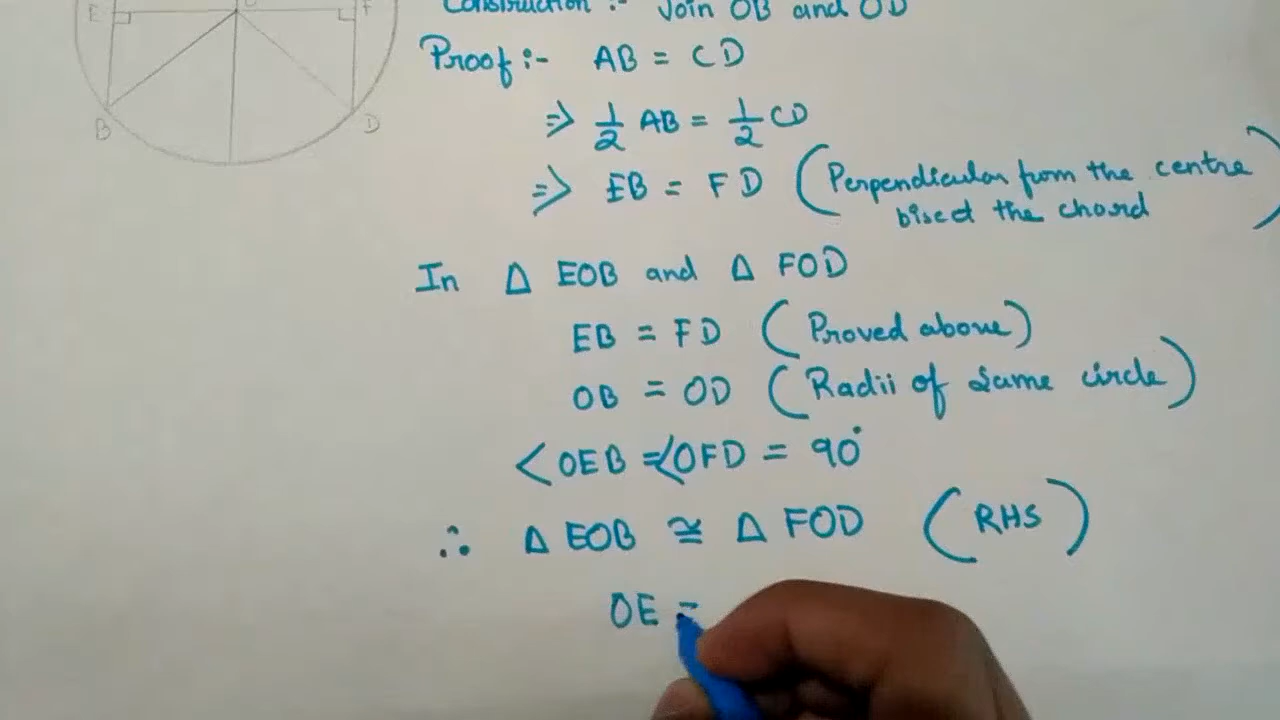 E O F
Construction :- Join OB and OD
Proof :- AB = CD
⇒ 1/2 AB = 1/2 CD
B D
⇒ EB = FD (Perpendicular from the centre
bisect the chord)
In Δ EOB and Δ FOD
EB = FD (Proved above)
OB = OD (Radii of same circle)
<OEB = <OFD = 90°
∴ Δ EOB ≅ Δ FOD (RHS)
OE =